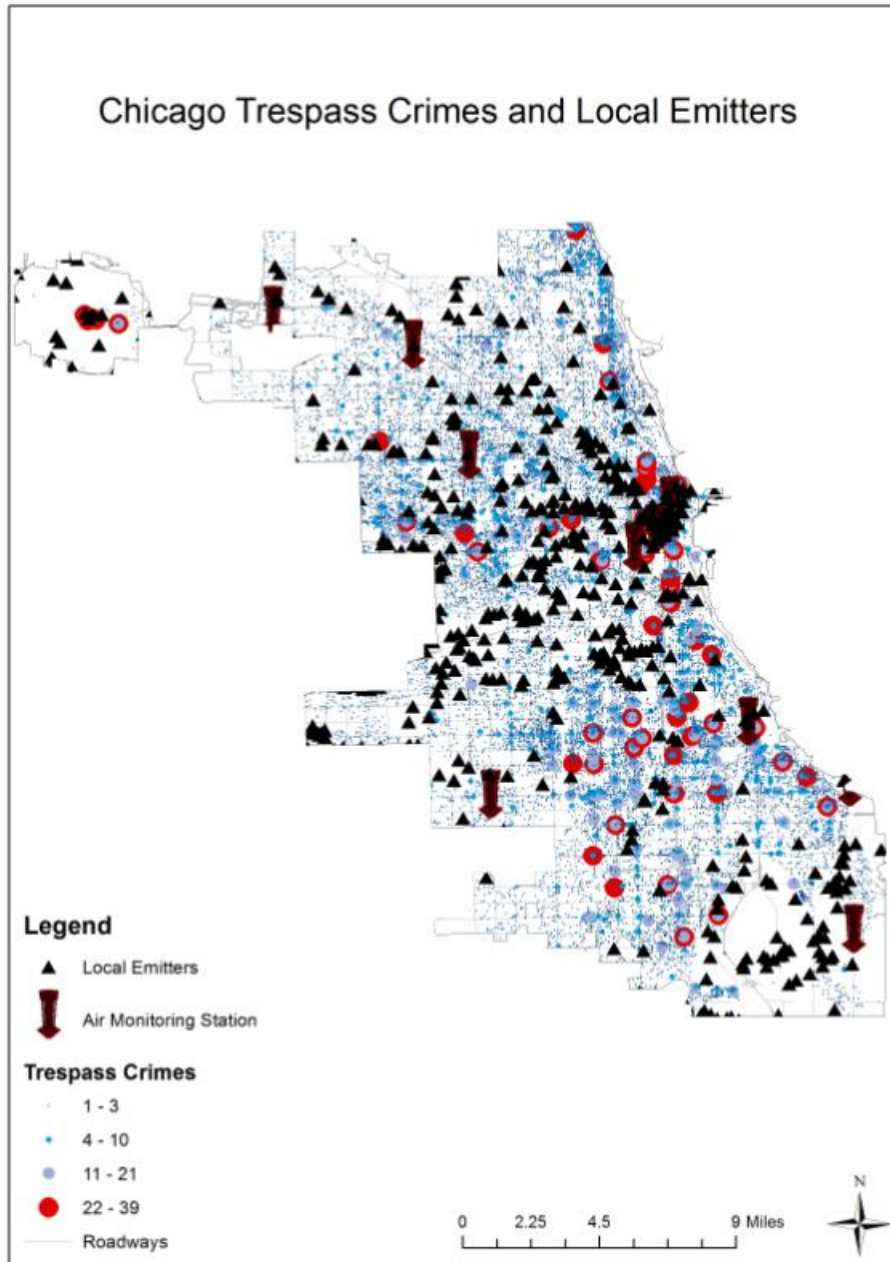 Chicago Trespass Crimes and Local Emitters
Legend
Local Emitters
Air Monitoring Station
Trespass Crimes
1 - 3
4 - 10
11 - 21
22 - 39
Roadways
0 2.25 4.5 9 Miles
N